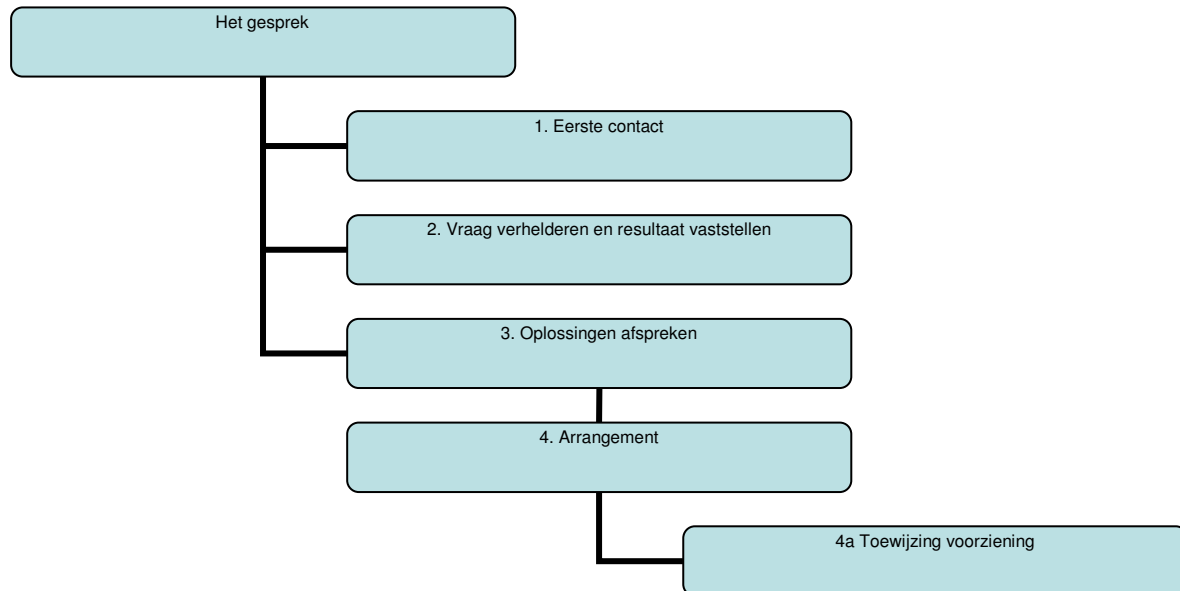 Het gesprek
1. Eerste contact
2. Vraag verhelderen en resultaat vaststellen
3. Oplossingen afspreken
4. Arrangement
4a Toewijzing voorziening